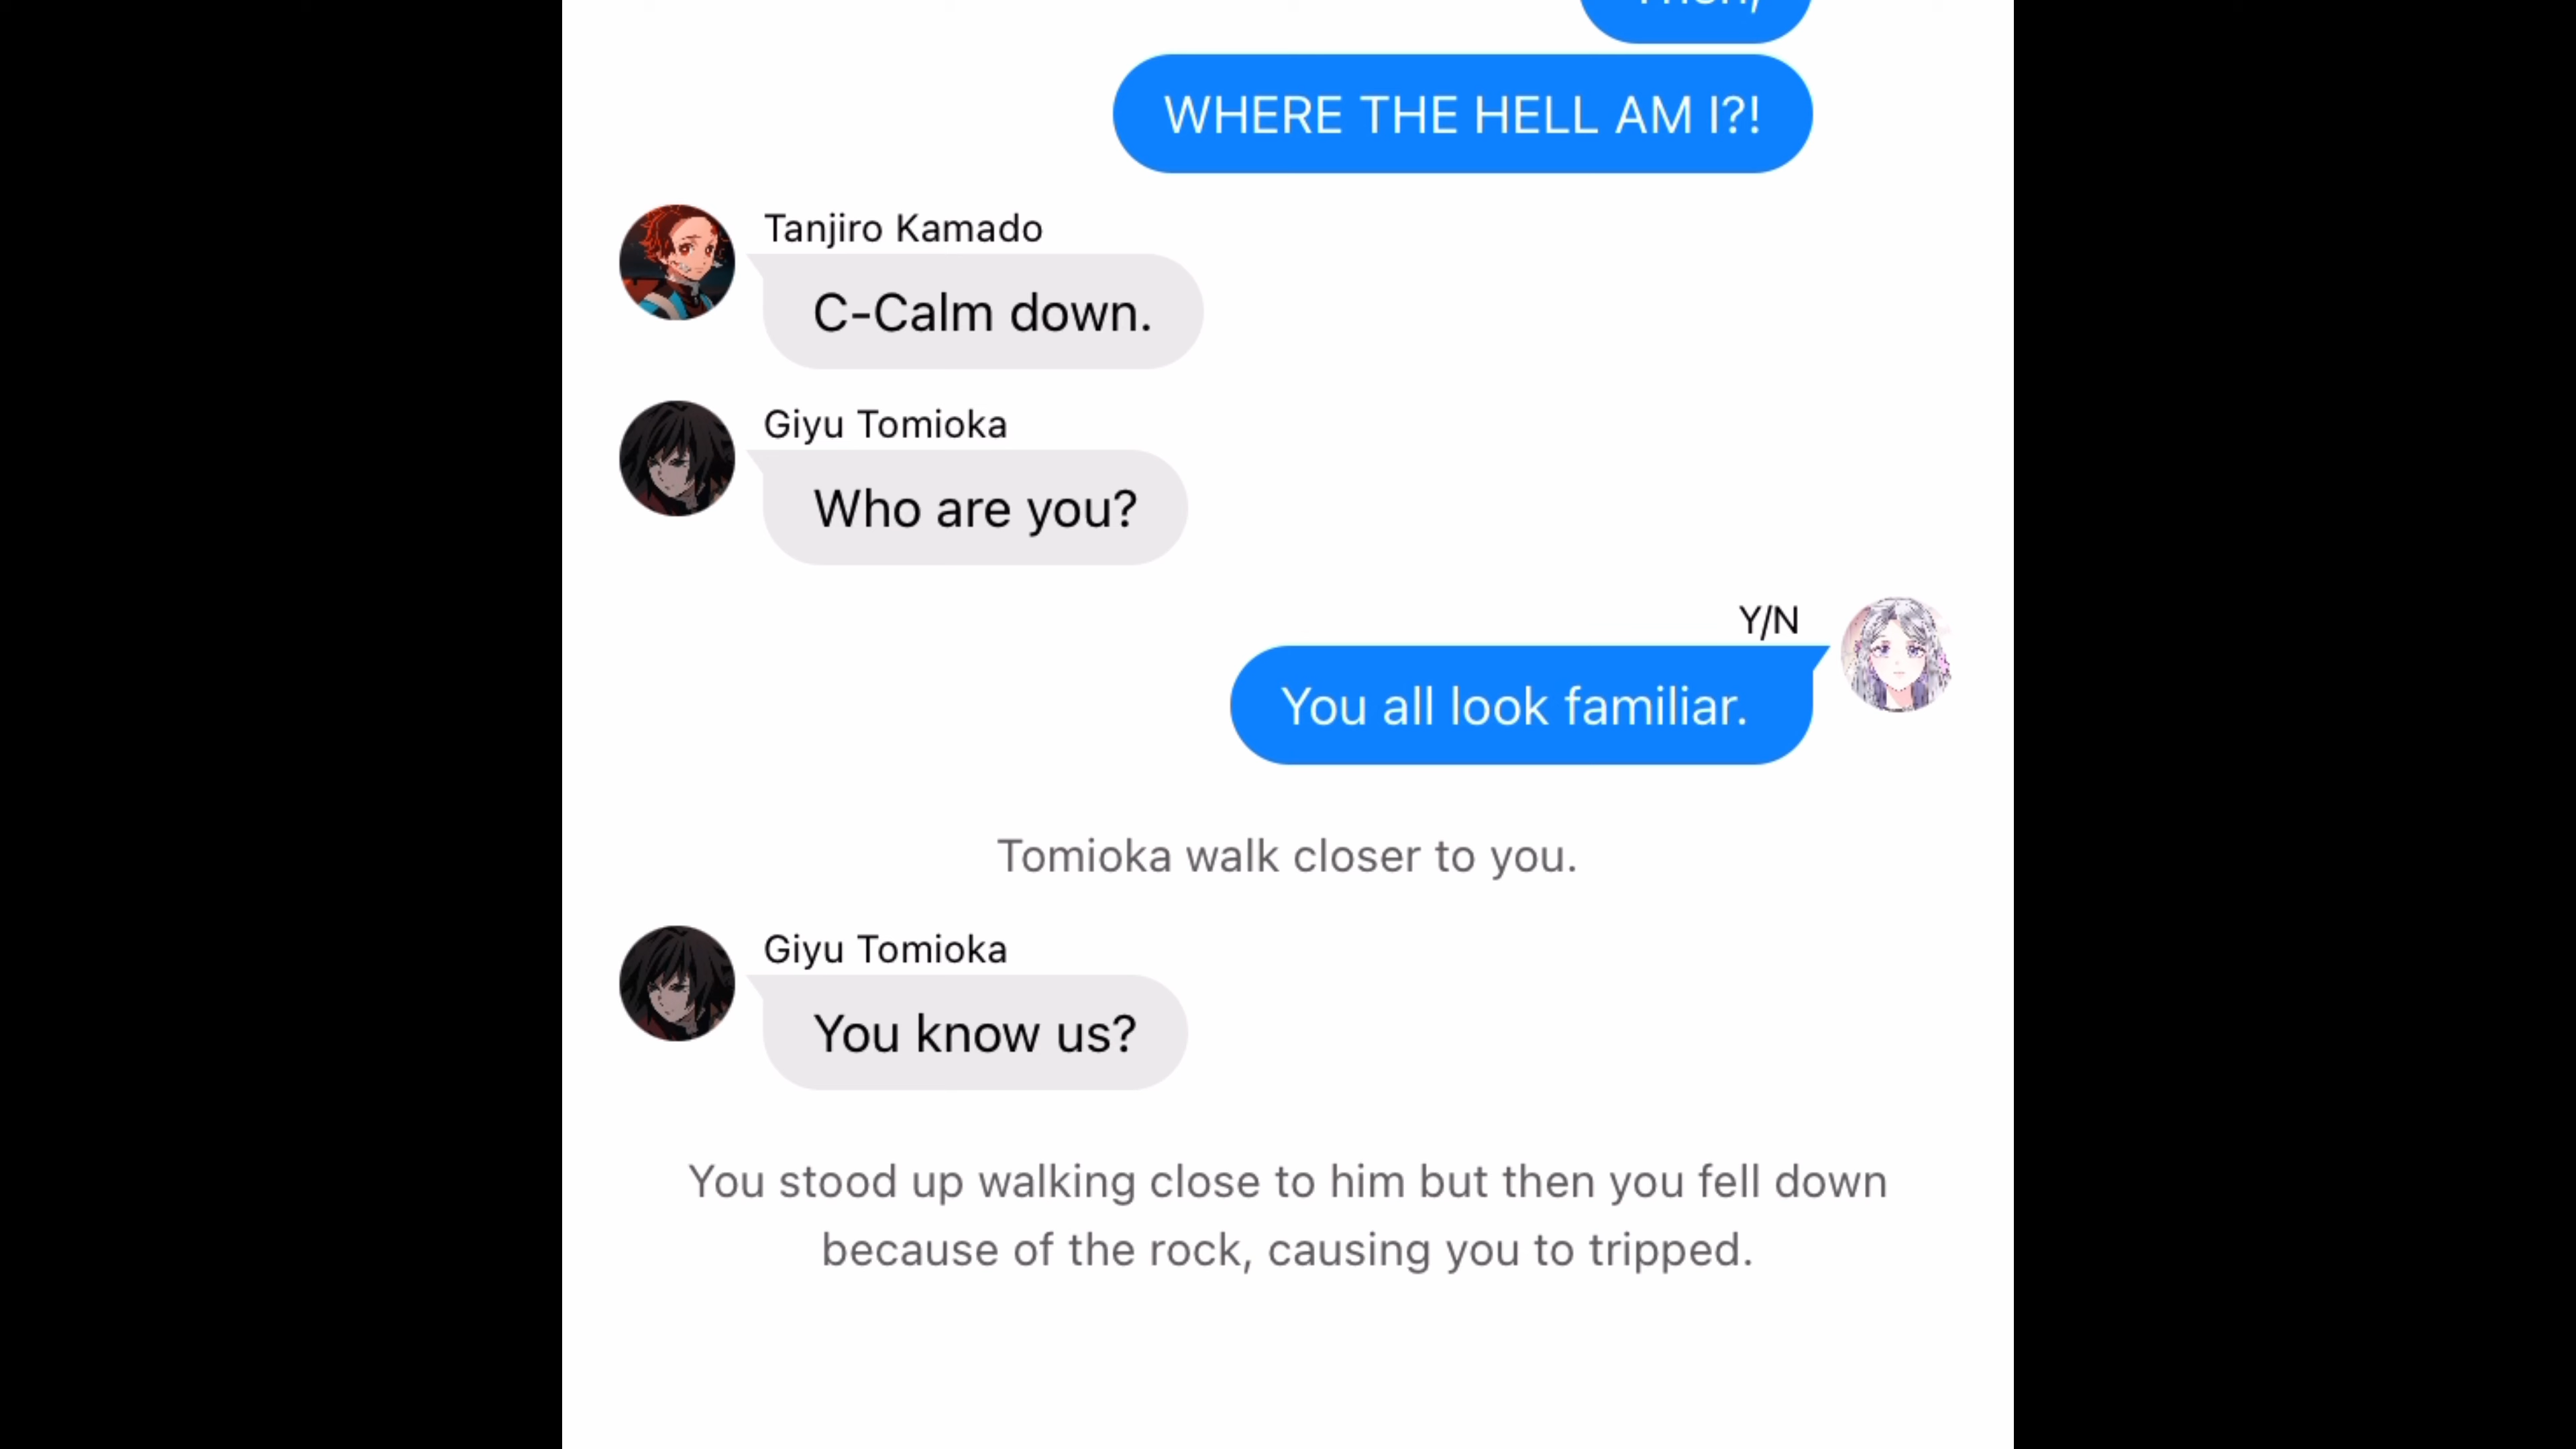 WHERE THE HELL AM I?!
Tanjiro Kamado
C-Calm down.
Giyu Tomioka
Who are you?
Y/N
You all look familiar.
Tomioka walk closer to you.
Giyu Tomioka
You know us?
You stood up walking close to him but then you fell down
because of the rock, causing you to tripped.